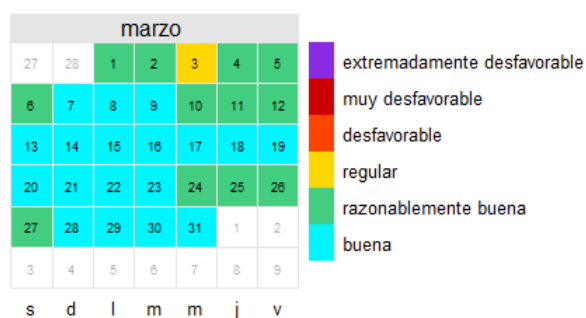 marzo
27 28 1 2 3 4 5
6 7 8 9 10 11 12
13 14 15 16 17 18 19
20 21 22 23 24 25 26
27 28 29 30 31 1 2
3 4 5 6 7 8 9
s d l m m j v
extremadamente desfavorable
muy desfavorable
desfavorable
regular
razonablemente buena
buena